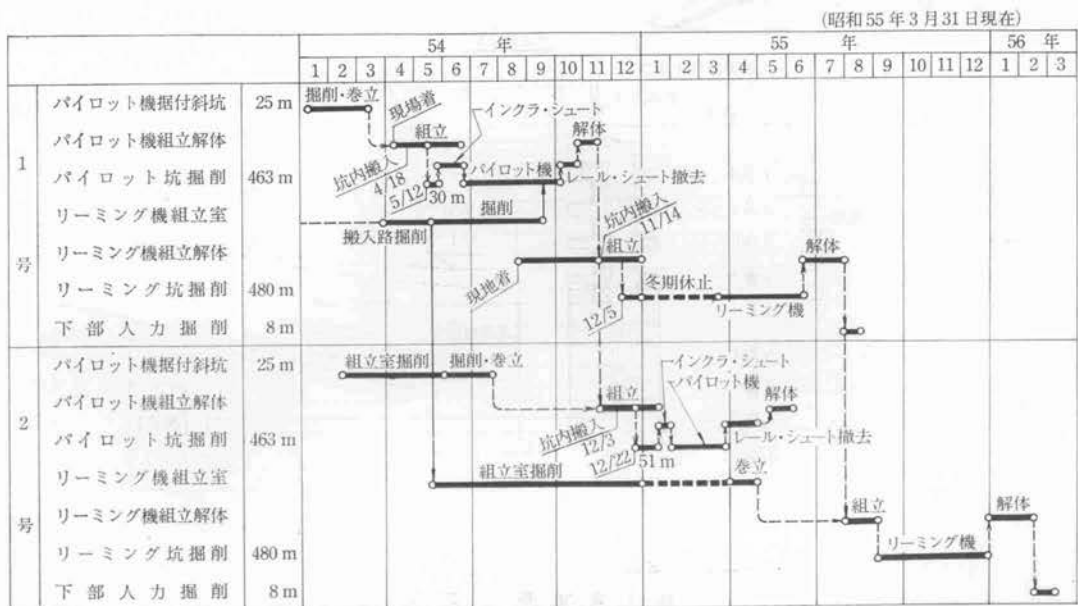 (昭和55年3月31日現在)
54 年 55 年 56 年
1 2 3 4 5 6 7 8 9 10 11 12 1 2 3 4 5 6 7 8 9 10 11 12 1 2 3
1号
パイロット機据付斜坑 25 m 掘削・巻立
パイロット機組立解体 現場着 組立 インクラ・シュート 解体
パイロット坑掘削 463 m 坑内搬入 4/18 5/12 30 m パイロット機 レール・シュート撤去
リーミング機組立室 搬入路掘削 掘削 坑内搬入 11/14
リーミング機組立解体 現地着 組立 解体
リーミング坑掘削 480 m 12/5 冬期休止 リーミング機
下部人力掘削 8 m
2号
パイロット機据付斜坑 25 m 組立室掘削 掘削・巻立 インクラ・シュート
パイロット機組立解体 組立 パイロット機 解体
パイロット坑掘削 463 m 坑内搬入 12/3 12/22 51 m レール・シュート撤去
リーミング機組立室 組立室掘削 巻立
リーミング機組立解体 組立 解体
リーミング坑掘削 480 m リーミング機
下部人力掘削 8 m